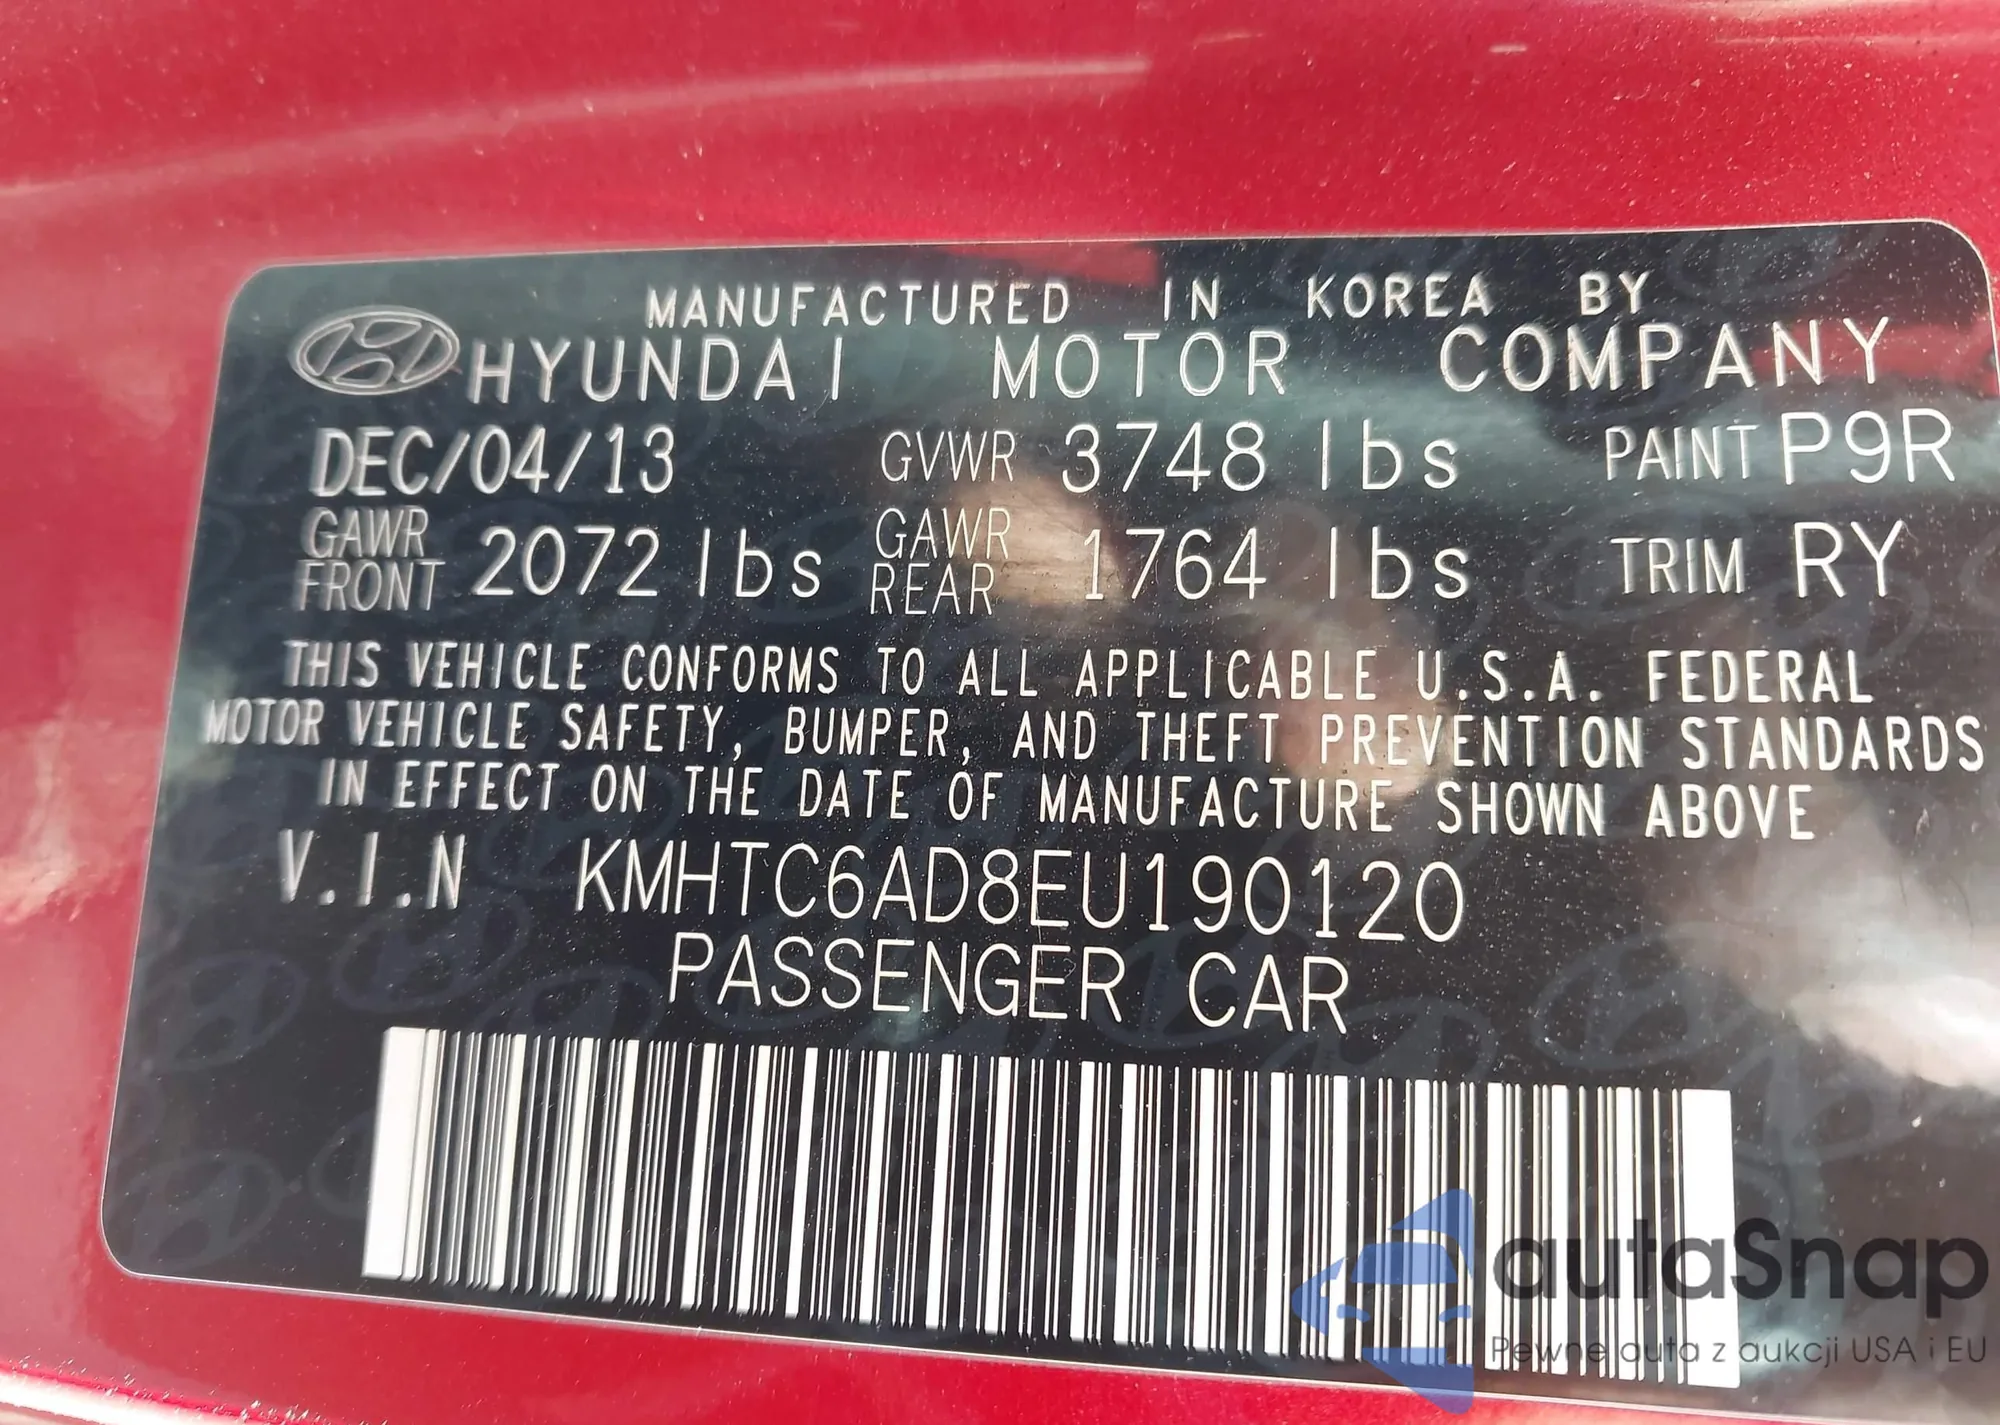 MANUFACTURED IN KOREA BY
HYUNDAI MOTOR COMPANY
DEC/04/13 GVWR 3748 lbs PAINT P9R
GAWR FRONT 2072 lbs GAWR REAR 1764 lbs TRIM RY
THIS VEHICLE CONFORMS TO ALL APPLICABLE U.S.A. FEDERAL
MOTOR VEHICLE SAFETY, BUMPER, AND THEFT PREVENTION STANDARDS
IN EFFECT ON THE DATE OF MANUFACTURE SHOWN ABOVE
V.I.N KMHTC6AD8EU190120
PASSENGER CAR
autaSnap
Pewne auta z aukcji USA i EU